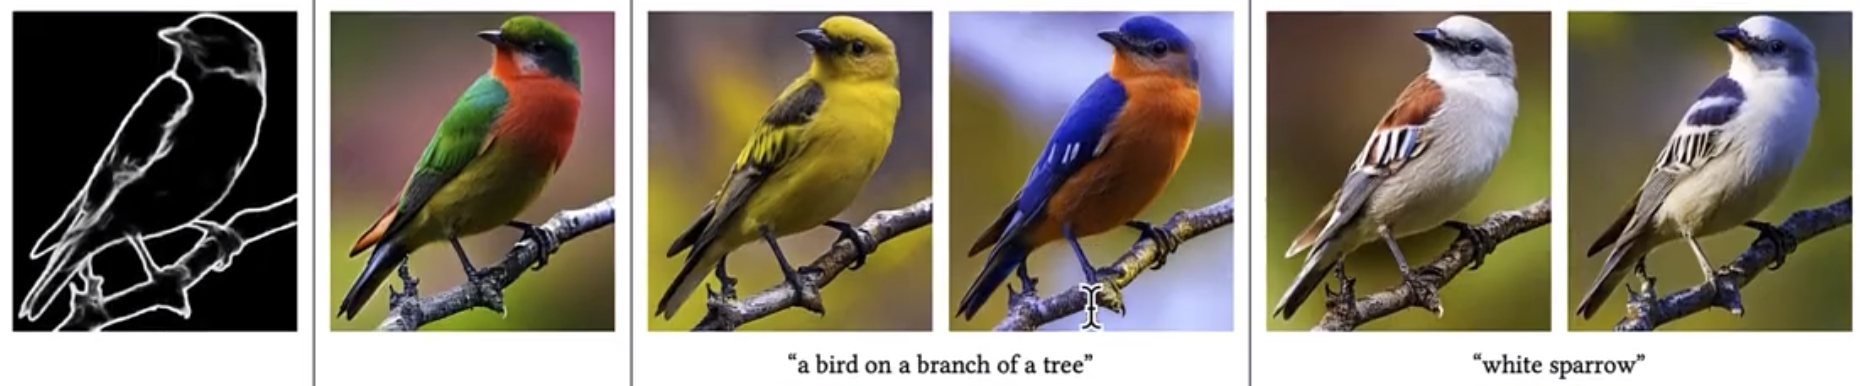 “a bird on a branch of a tree”
“white sparrow”